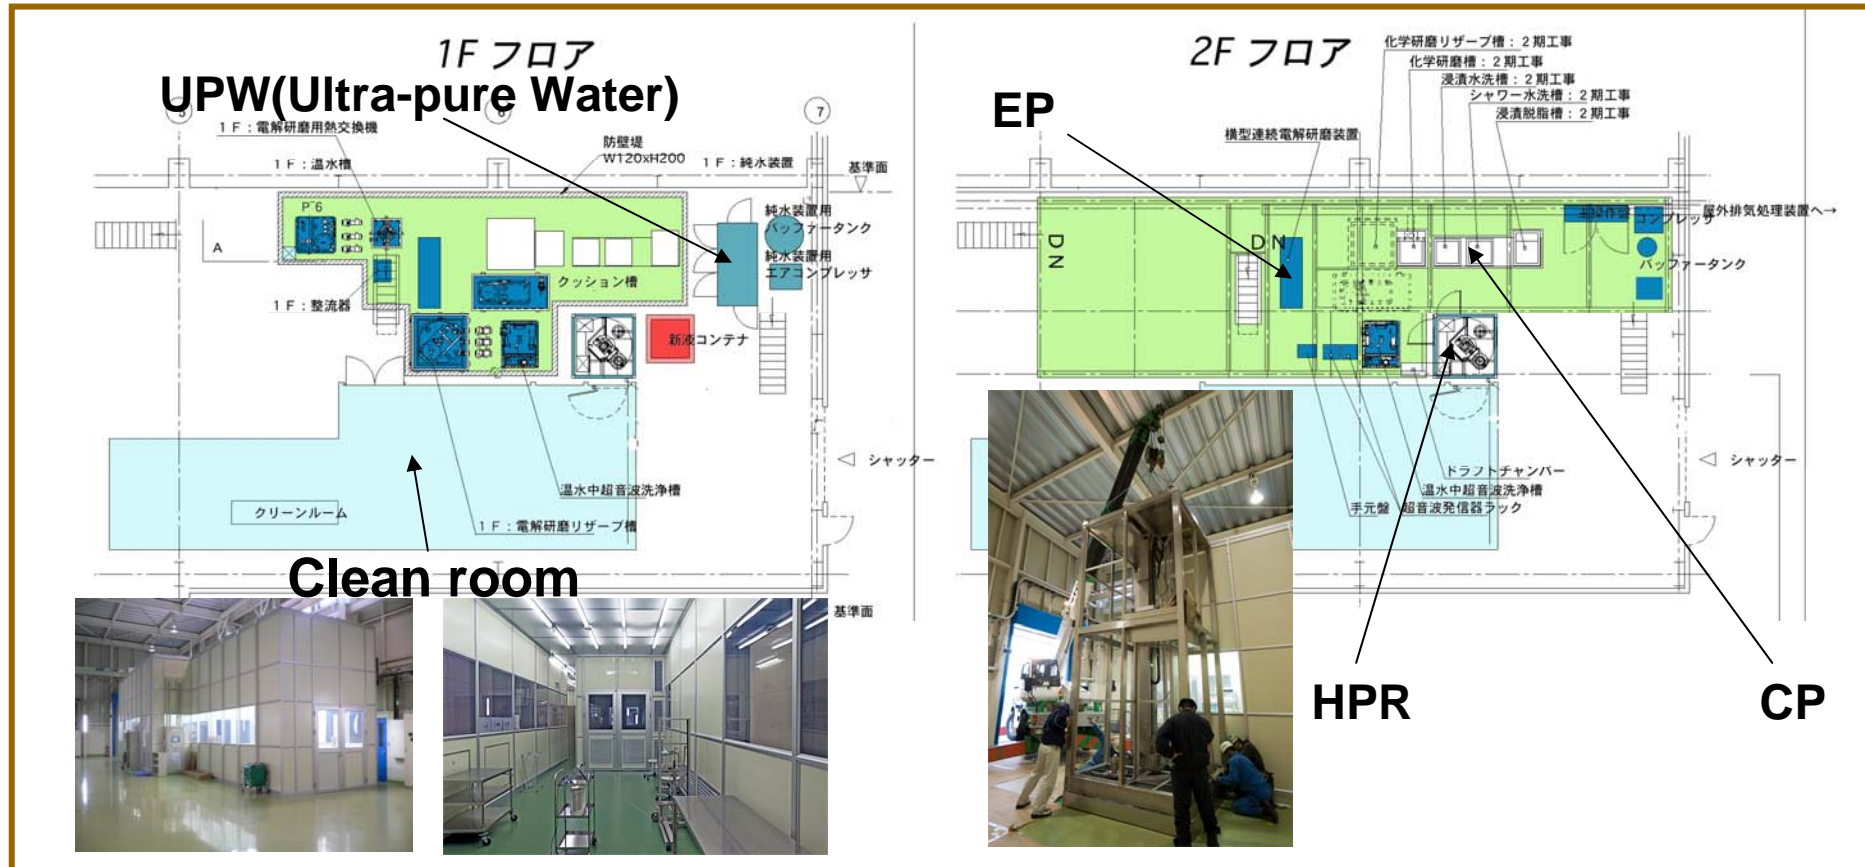 1F フロア
UPW(Ultra-pure Water)
5
6
7
1F：電解研磨用熱交換機
1F：温水槽
防壁堤
W120xH200
1F：純水装置
基準面
P-6
A
純水装置用
バッファータンク
純水装置用
エアコンプレッサ
クッション槽
1F：整流器
新液コンテナ
シャッター
温水中超音波洗浄槽
クリーンルーム
1F：電解研磨リザーブ槽
Clean room
基準面
2F フロア
化学研磨リザーブ槽：２期工事
化学研磨槽：２期工事
浸漬水洗槽：２期工事
シャワー水洗槽：２期工事
浸漬脱脂槽：２期工事
EP
横型連続電解研磨装置
屋外排気処理装置へ→
コンプレッサ
DN
DN
バッファータンク
シャッター
ドラフトチャンバー
温水中超音波洗浄槽
手元盤
超音波発信器ラック
HPR
CP